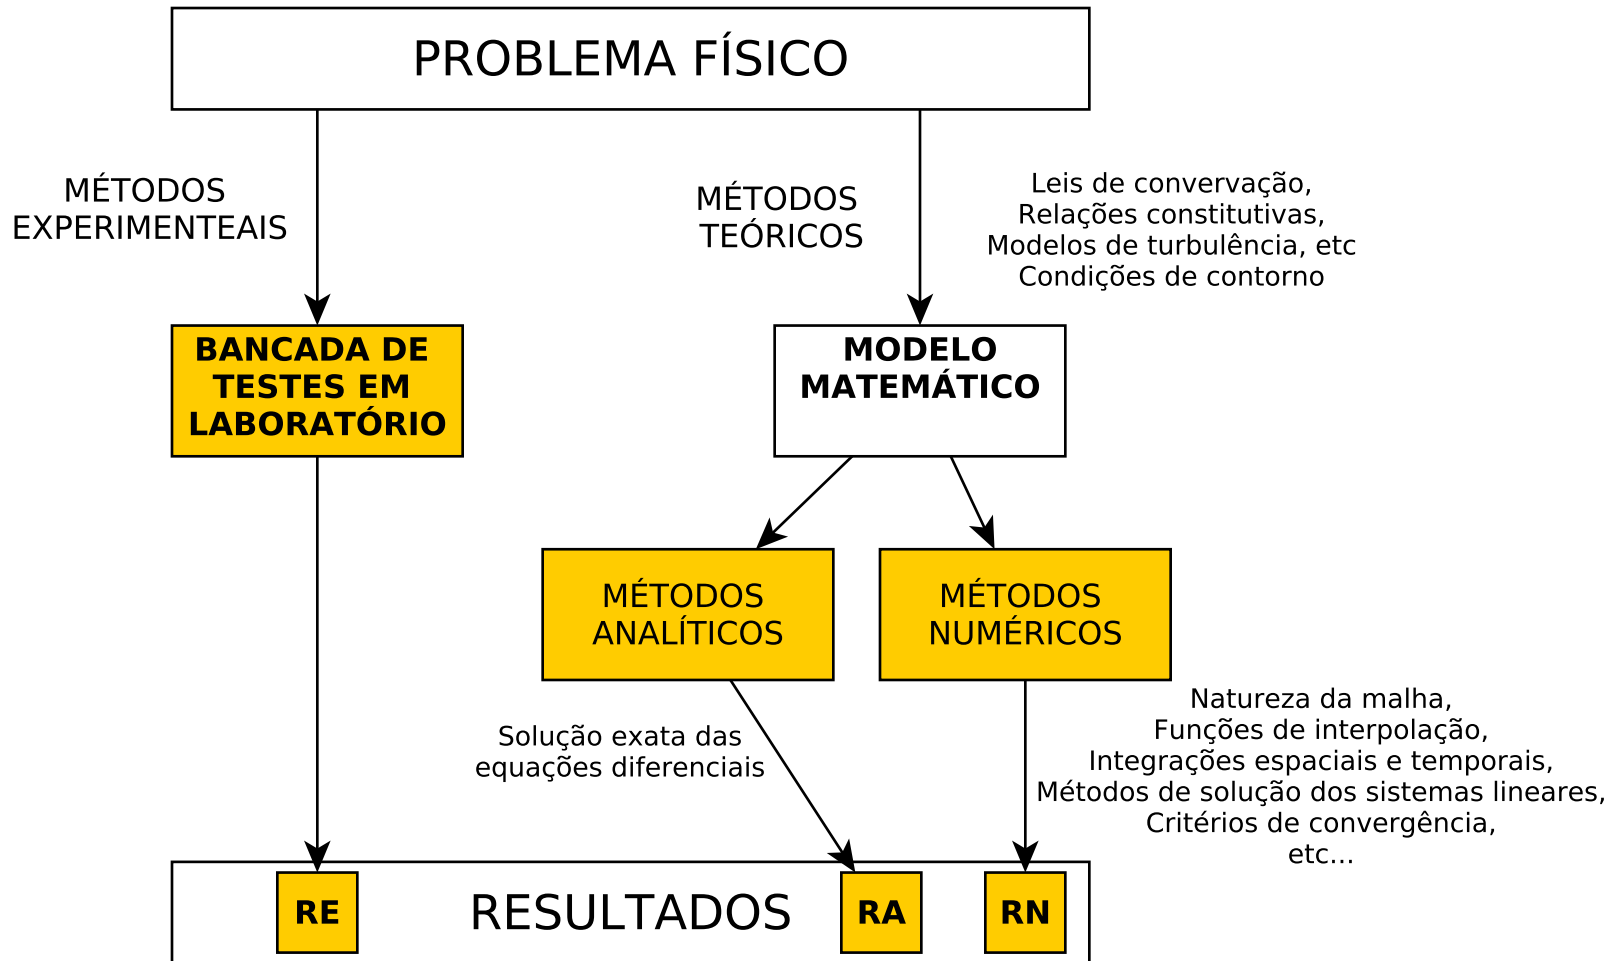 PROBLEMA FÍSICO
MÉTODOS
EXPERIMENTEAIS
MÉTODOS
TEÓRICOS
Leis de convervação,
Relações constitutivas,
Modelos de turbulência, etc
Condições de contorno
BANCADA DE
TESTES EM
LABORATÓRIO
MODELO
MATEMÁTICO
MÉTODOS
ANALÍTICOS
MÉTODOS
NUMÉRICOS
Solução exata das
equações diferenciais
Natureza da malha,
Funções de interpolação,
Integrações espaciais e temporais,
Métodos de solução dos sistemas lineares,
Critérios de convergência,
etc...
RE
RESULTADOS
RA
RN